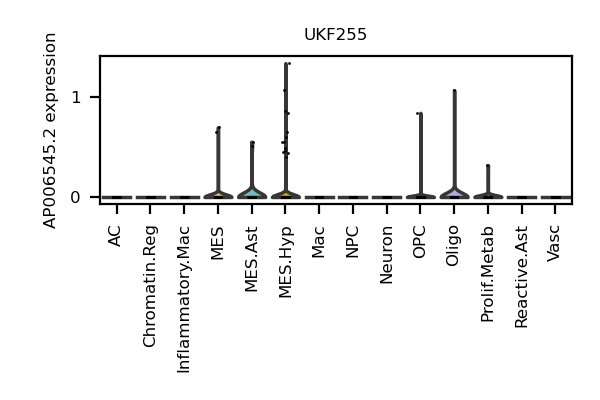 UKF255
AP006545.2 expression
1
0
AC
Chromatin.Reg
Inflammatory.Mac
MES
MES.Ast
MES.Hyp
Mac
NPC
Neuron
OPC
Oligo
Prolif.Metab
Reactive.Ast
Vasc